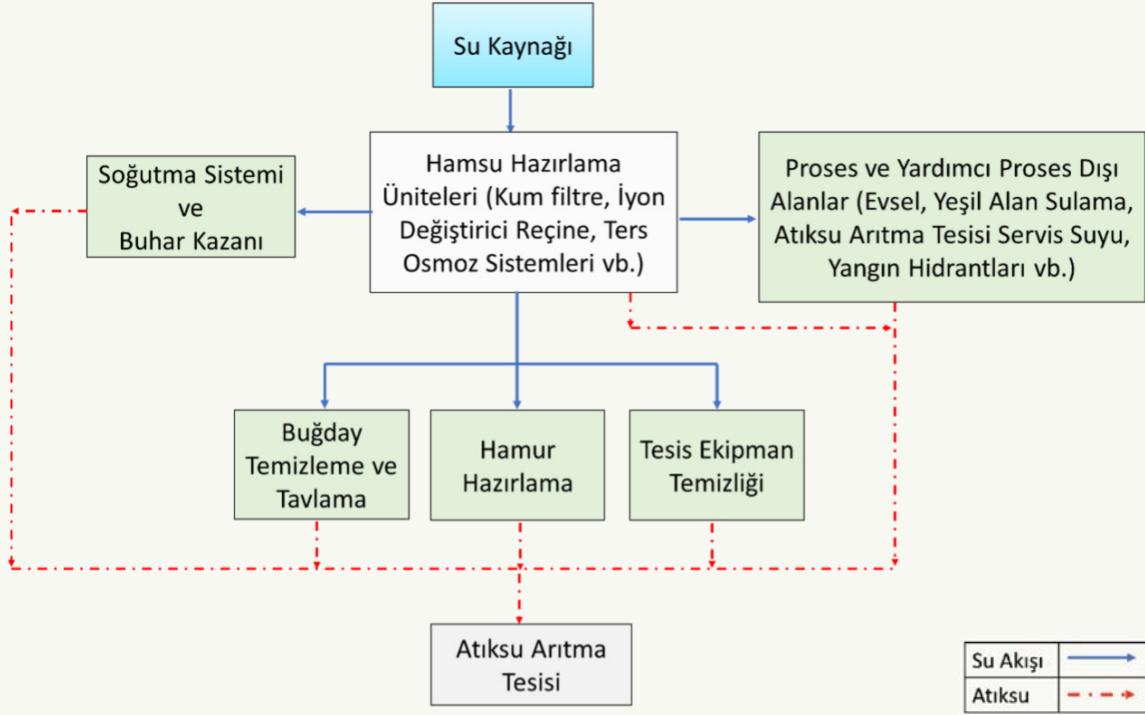 Su Kaynağı
Hamsu Hazırlama
Üniteleri (Kum filtre, İyon
Değiştirici Reçine, Ters
Osmoz Sistemleri vb.)
Soğutma Sistemi
ve
Buhar Kazanı
Proses ve Yardımcı Proses Dışı
Alanlar (Evsel, Yeşil Alan Sulama,
Atıksu Arıtma Tesisi Servis Suyu,
Yangın Hidrantları vb.)
Buğday
Temizleme ve
Tavlama
Hamur
Hazırlama
Tesis Ekipman
Temizliği
Atıksu Arıtma
Tesisi
Su Akışı
Atıksu